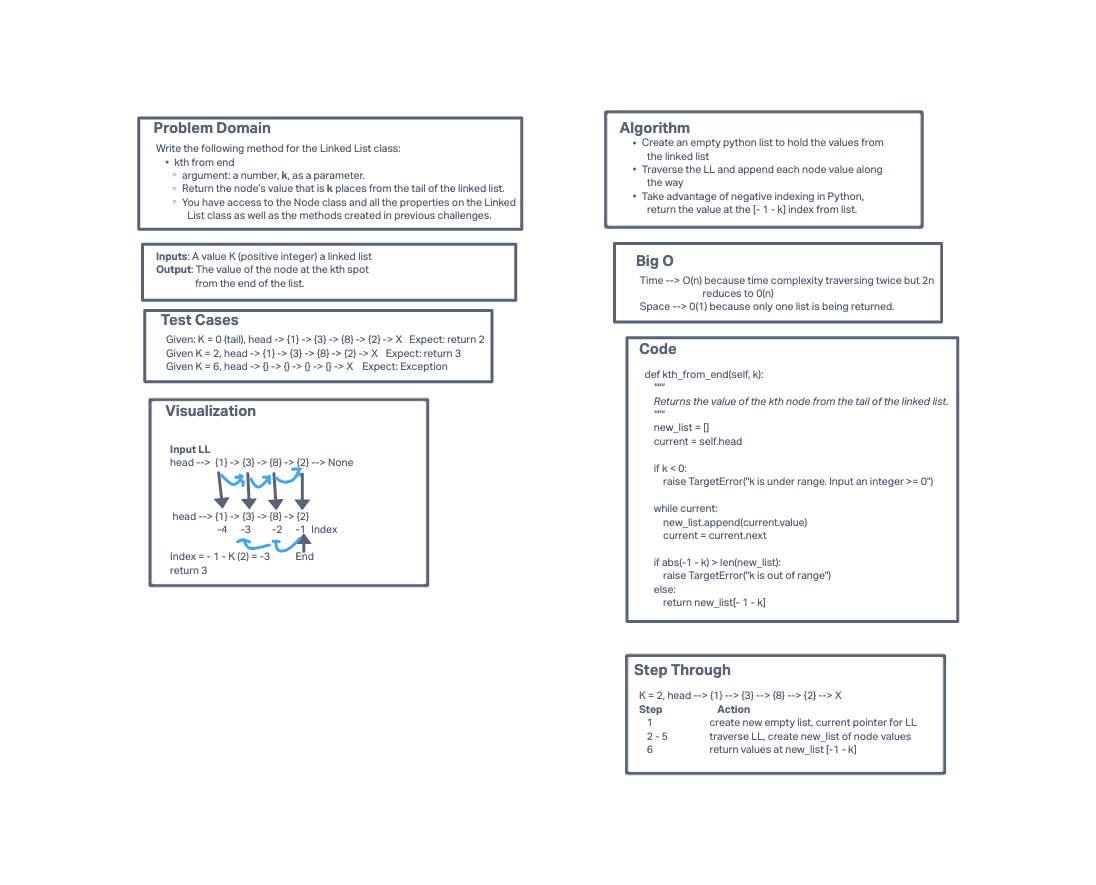 Problem Domain
Write the following method for the Linked List class:
• kth from end
◦ argument: a number, k, as a parameter.
◦ Return the node's value that is k places from the tail of the linked list.
◦ You have access to the Node class and all the properties on the Linked
List class as well as the methods created in previous challenges.
Inputs: A value K (positive integer) a linked list
Output: The value of the node at the kth spot
from the end of the list.
Test Cases
Given: K = 0 (tail), head -> {1} -> {3} -> {8} -> {2} -> X Expect: return 2
Given K = 2, head -> {1} -> {3} -> {8} -> {2} -> X Expect: return 3
Given K = 6, head -> {} -> {} -> {} -> {} -> X Expect: Exception
Visualization
Input LL
head --> {1} -> {3} -> {8} -> {2} --> None
head --> {1} -> {3} -> {8} -> {2}
-4 -3 -2 -1 Index
Index = - 1 - K (2) = -3 End
return 3
Algorithm
• Create an empty python list to hold the values from
the linked list
• Traverse the LL and append each node value along
the way
• Take advantage of negative indexing in Python,
return the value at the [- 1 - k] index from list.
Big O
Time --> O(n) because time complexity traversing twice but 2n
reduces to 0(n)
Space --> 0(1) because only one list is being returned.
Code
def kth_from_end(self, k):
"""
Returns the value of the kth node from the tail of the linked list.
"""
new_list = []
current = self.head
if k < 0:
raise TargetError("k is under range. Input an integer >= 0")
while current:
new_list.append(current.value)
current = current.next
if abs(-1 - k) > len(new_list):
raise TargetError("k is out of range")
else:
return new_list[- 1 - k]
Step Through
K = 2, head --> {1} --> {3} --> {8} --> {2} --> X
Step Action
1 create new empty list, current pointer for LL
2 - 5 traverse LL, create new_list of node values
6 return values at new_list [-1 - k]